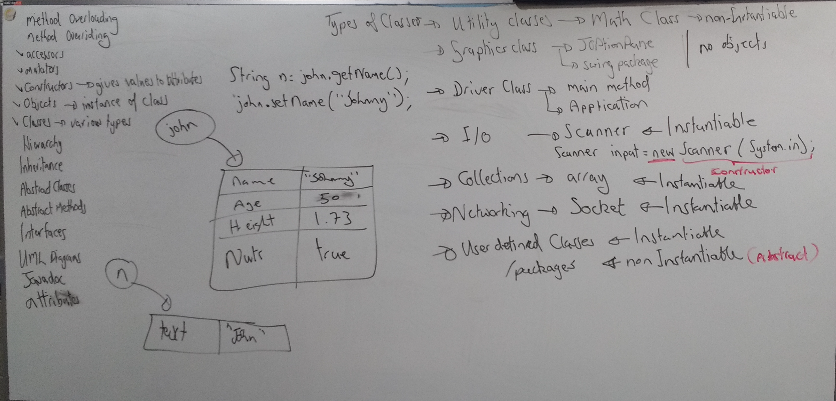 method Overloading
method Overriding
accessors
mutators
Constructors → gives values to attributes
Objects → instance of class
Classes → various types
Hierarchy
Inheritance
Abstract Classes
Abstract Methods
Interfaces
UML Diagrams
Javadoc
attributes
String n = john.getName();
john.setName("Johnny");
john
name "Johnny"
Age 50
Height 1.73
Nuts true
n
text "John"
Types of Classes → Utility classes → Math Class → non-instantiable
→ Graphics class → JOptionPane
→ swing package
no objects
→ Driver Class → main method
→ Application
→ I/O → Scanner ← Instantiable
Scanner input = new Scanner (System.in);
constructor
→ Collections → array ← Instantiable
→ Networking → Socket ← Instantiable
→ User defined Classes ← Instantiable
/packages ← non Instantiable (Abstract)